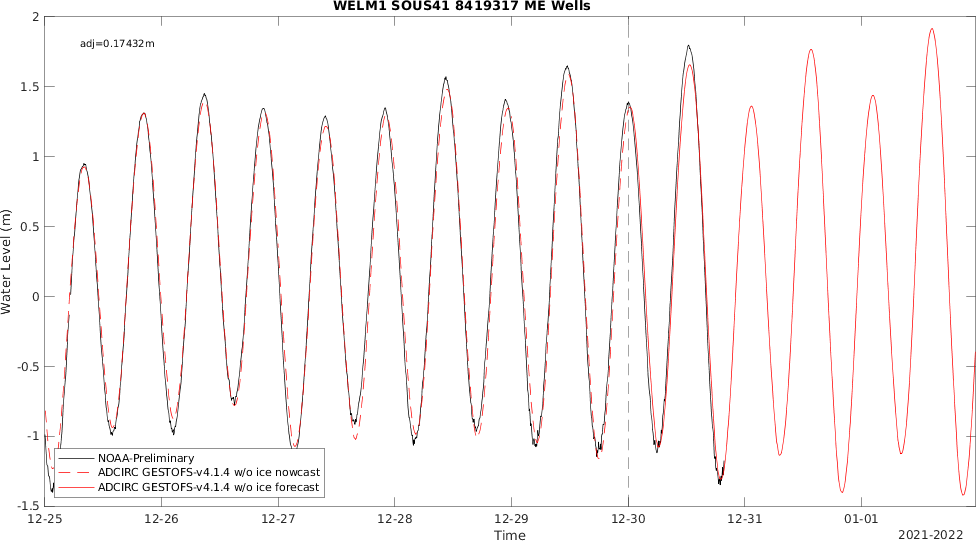 WELM1 SOUS41 8419317 ME Wells
adj=0.17432m
2
1.5
1
0.5
0
-0.5
-1
-1.5
Water Level (m)
NOAA-Preliminary
ADCIRC GESTOFS-v4.1.4 w/o ice nowcast
ADCIRC GESTOFS-v4.1.4 w/o ice forecast
12-25 12-26 12-27 12-28 12-29 12-30 12-31 01-01
Time
2021-2022